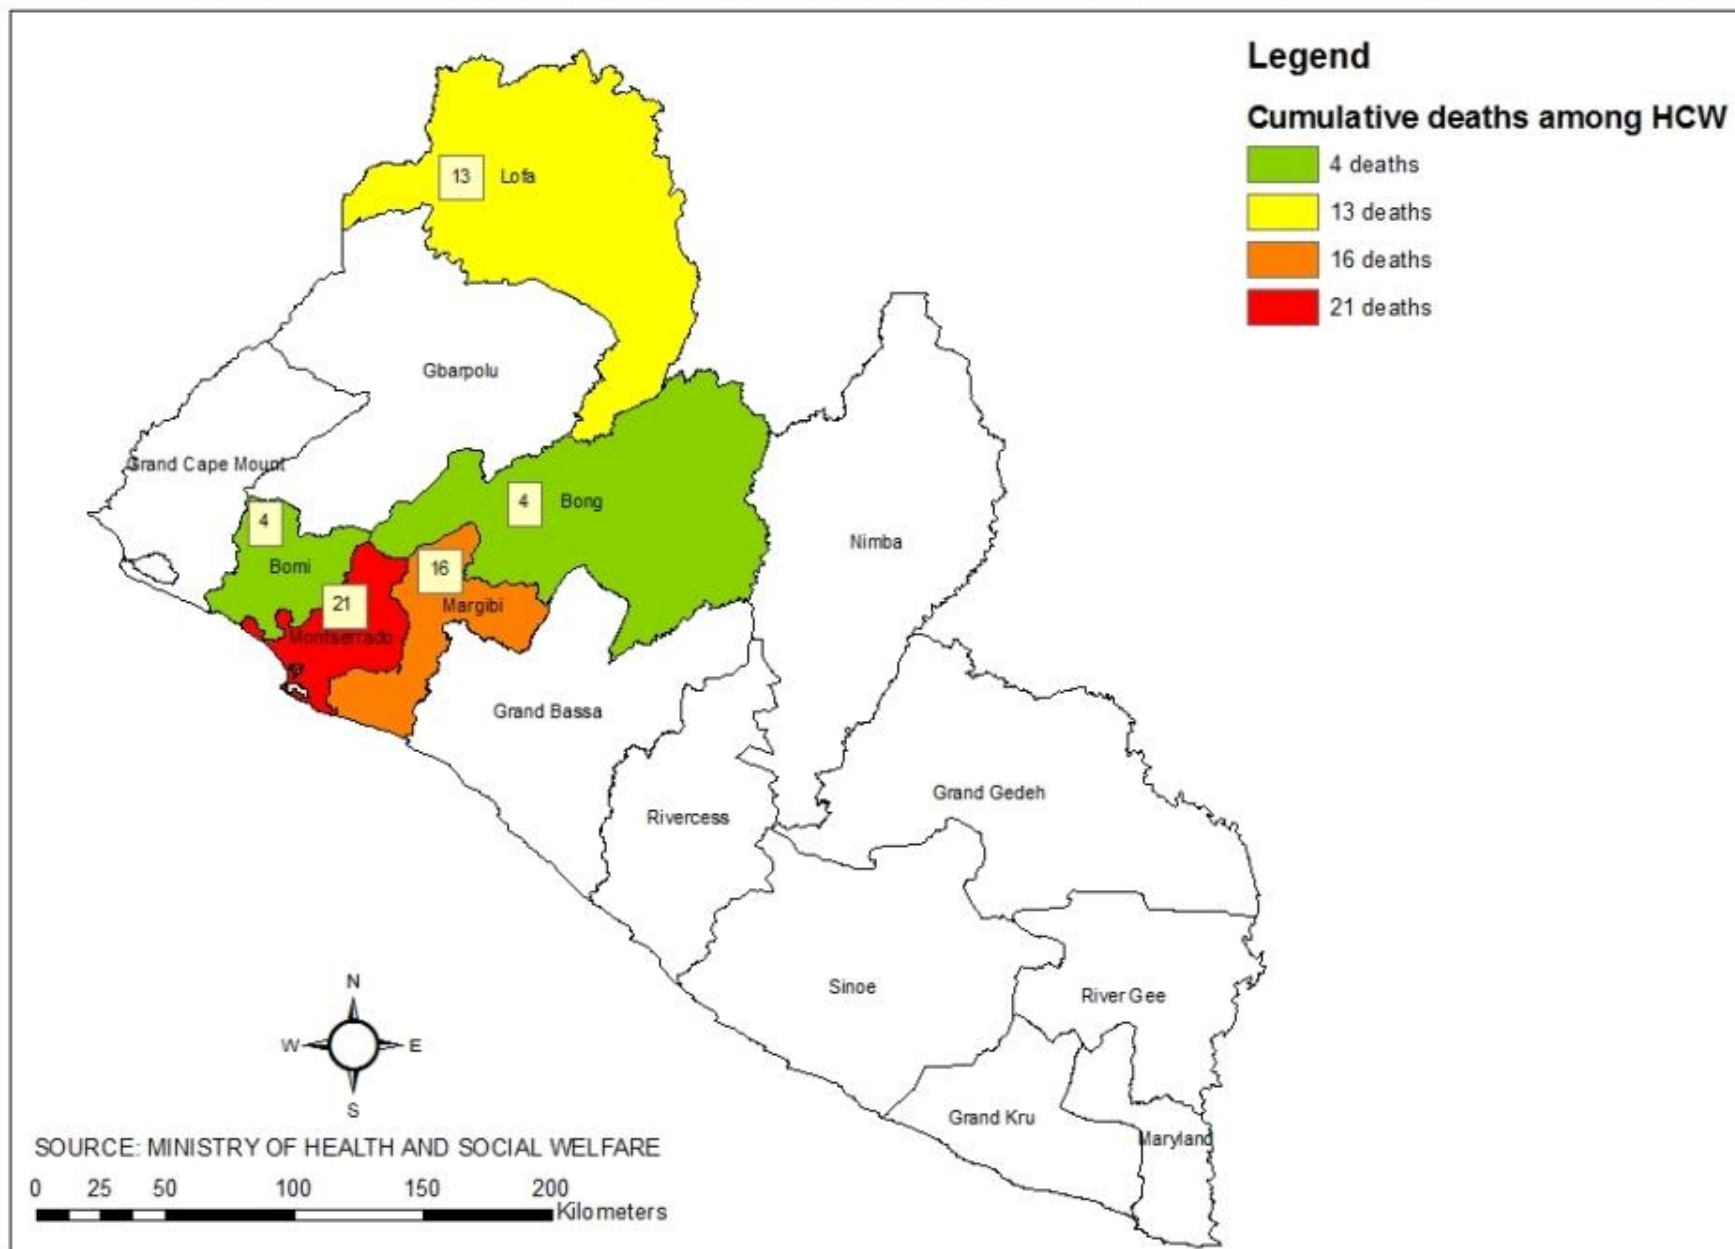 Legend
Cumulative deaths among HCW
4 deaths
13 deaths
16 deaths
21 deaths
13 Lofa
Gbarpolu
Grand Cape Mount
4 Bong
4
Bomi
16
Margibi
21
Montserrado
Nimba
Grand Bassa
Grand Gedeh
Rivercess
Sinoe
River Gee
Grand Kru
Maryland
N
W E
S
SOURCE: MINISTRY OF HEALTH AND SOCIAL WELFARE
0 25 50 100 150 200
Kilometers